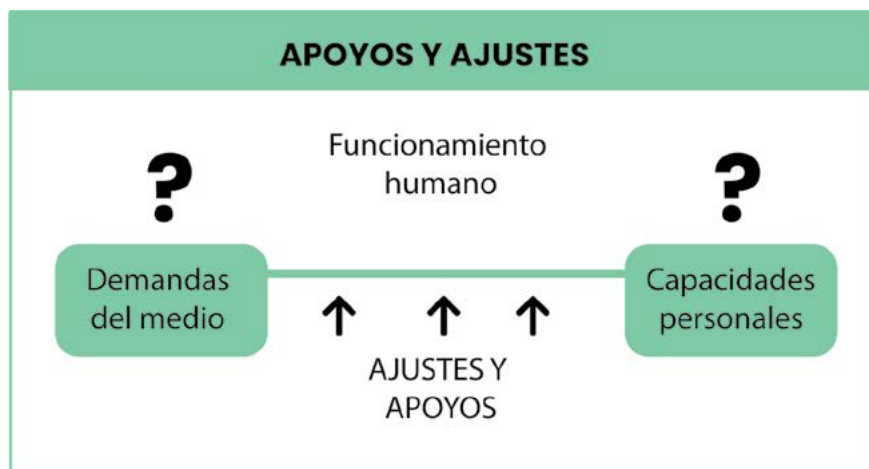 APOYOS Y AJUSTES
Funcionamiento
humano
?
?
Demandas
del medio
Capacidades
personales
AJUSTES Y
APOYOS